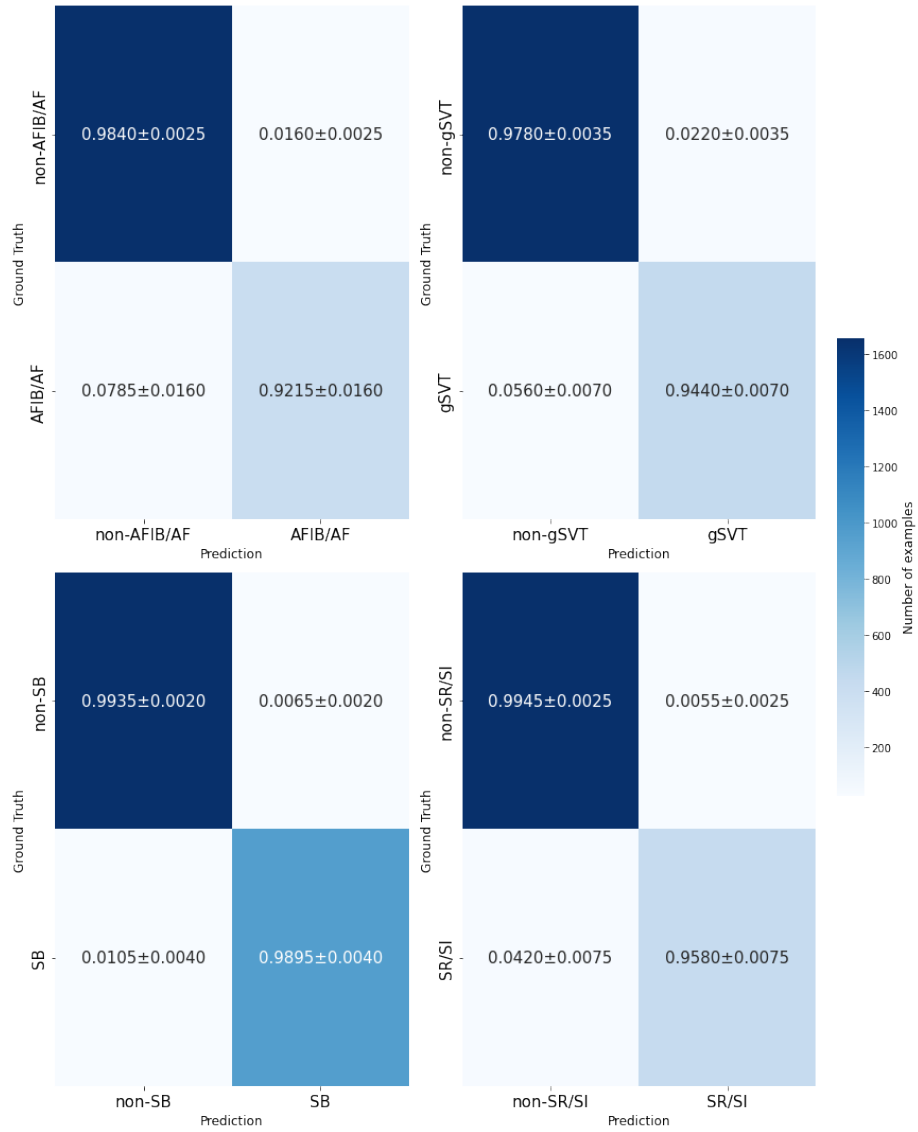 non-AFIB/AF
0.9840±0.0025
0.0160±0.0025
Ground Truth
AFIB/AF
0.0785±0.0160
0.9215±0.0160
non-AFIB/AF
AFIB/AF
Prediction
non-gSVT
0.9780±0.0035
0.0220±0.0035
Ground Truth
gSVT
0.0560±0.0070
0.9440±0.0070
non-gSVT
gSVT
Prediction
non-SB
0.9935±0.0020
0.0065±0.0020
Ground Truth
SB
0.0105±0.0040
0.9895±0.0040
non-SB
SB
Prediction
non-SR/SI
0.9945±0.0025
0.0055±0.0025
Ground Truth
SR/SI
0.0420±0.0075
0.9580±0.0075
non-SR/SI
SR/SI
Prediction
1600
1400
1200
1000
800
600
400
200
Number of examples